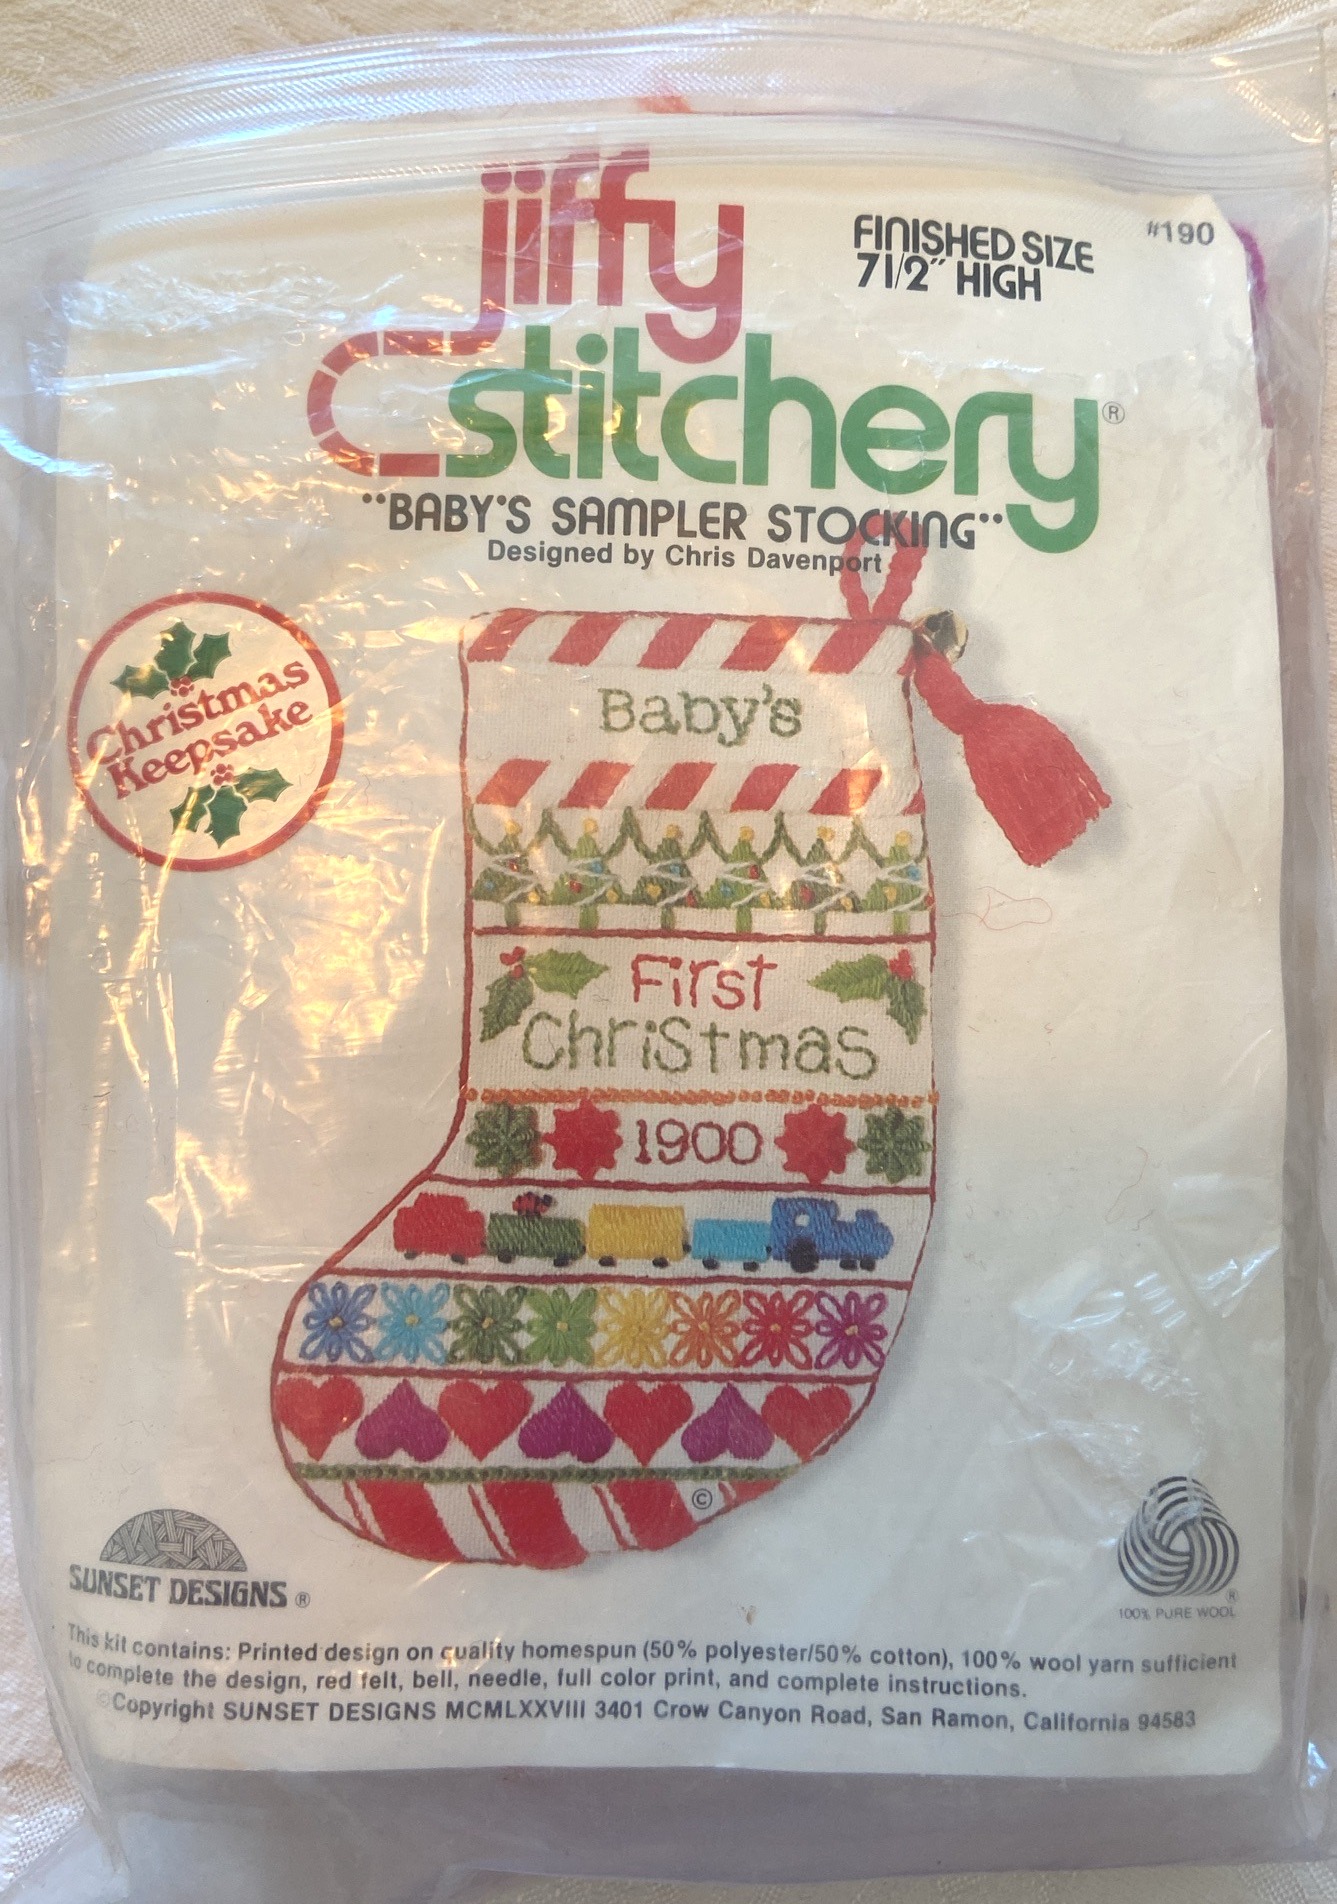 jiffy
stitchery®
FINISHED SIZE
7 1/2" HIGH
#190
"BABY'S SAMPLER STOCKING"
Designed by Chris Davenport
Christmas
Keepsake
Baby's
First
Christmas
1900
©
SUNSET DESIGNS ®
®
100% PURE WOOL
This kit contains: Printed design on quality homespun (50% polyester/50% cotton), 100% wool yarn sufficient
to complete the design, red felt, bell, needle, full color print, and complete instructions.
©Copyright SUNSET DESIGNS MCMLXXVIII 3401 Crow Canyon Road, San Ramon, California 94583